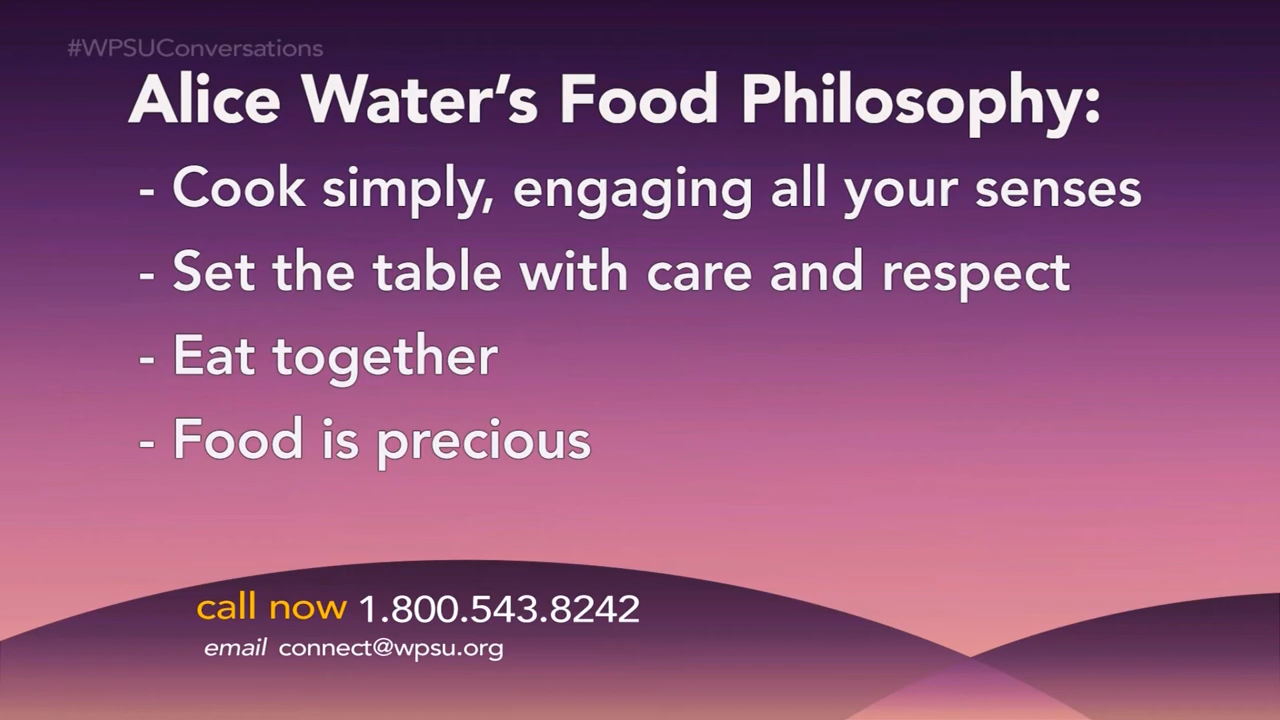 #WPSUConversations
Alice Water’s Food Philosophy:
- Cook simply, engaging all your senses
- Set the table with care and respect
- Eat together
- Food is precious
call now 1.800.543.8242
email connect@wpsu.org